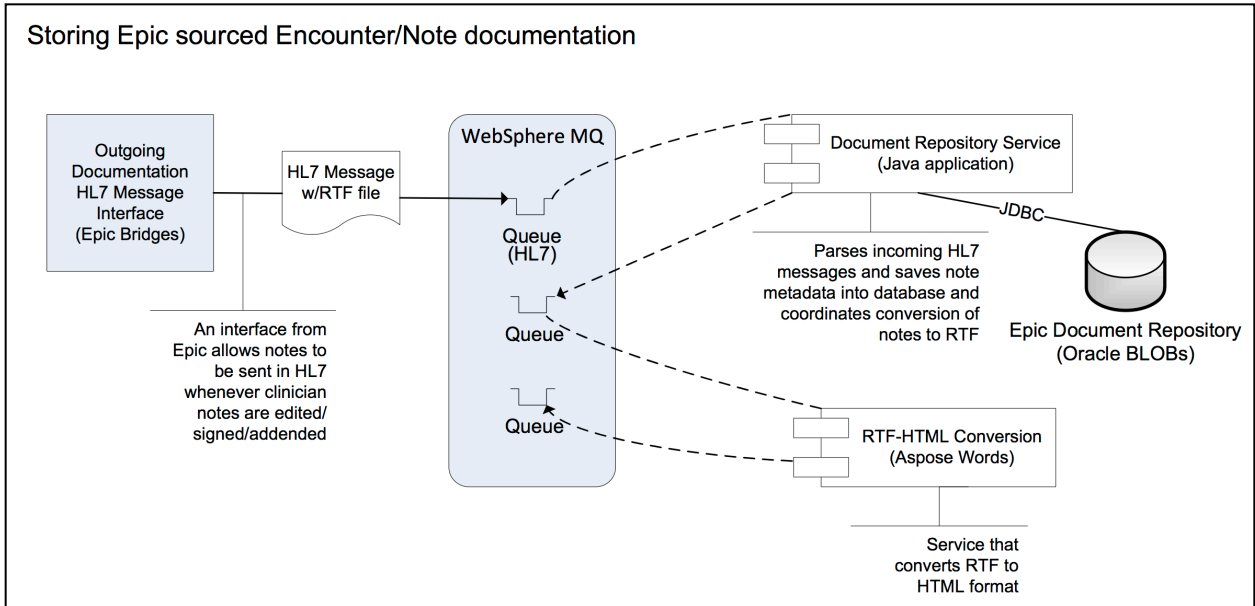 Storing Epic sourced Encounter/Note documentation
Outgoing
Documentation
HL7 Message
Interface
(Epic Bridges)
HL7 Message
w/RTF file
An interface from
Epic allows notes to
be sent in HL7
whenever clinician
notes are edited/
signed/addended
WebSphere MQ
Queue
(HL7)
Queue
Queue
Document Repository Service
(Java application)
JDBC
Parses incoming HL7
messages and saves note
metadata into database and
coordinates conversion of
notes to RTF
Epic Document Repository
(Oracle BLOBs)
RTF-HTML Conversion
(Aspose Words)
Service that
converts RTF to
HTML format